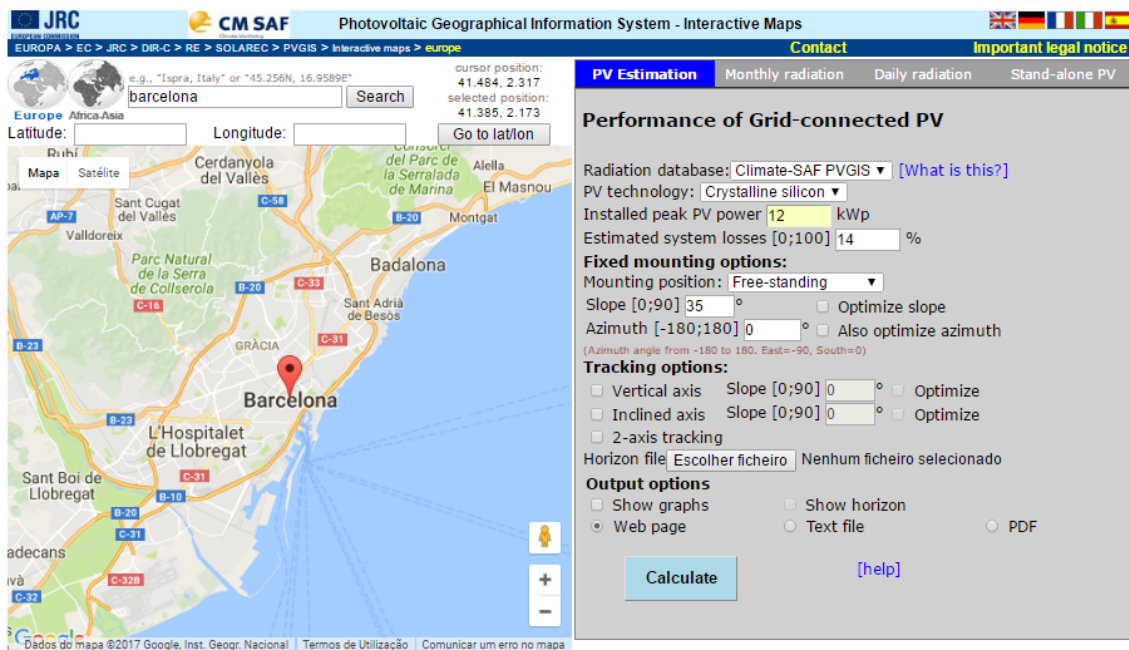 JRC
EUROPEAN COMMISSION
CM SAF
Photovoltaic Geographical Information System - Interactive Maps
EUROPA > EC > JRC > DIR-C > RE > SOLAREC > PVGIS > Interactive maps > europe
Contact
Important legal notice
e.g., "Ispra, Italy" or "45.256N, 16.9589E"
barcelona
Search
cursor position:
41.484, 2.317
selected position:
41.385, 2.173
Europe
Africa-Asia
Latitude:
Longitude:
Go to lat/lon
Mapa
Satélite
Rubí
Cerdanyola
del Vallès
Consorci
del Parc de
la Serralada
de Marina
Alella
El Masnou
C-58
Sant Cugat
del Vallès
AP-7
B-20
Montgat
Valldoreix
Parc Natural
de la Serra
de Collserola
Badalona
B-20
C-33
C-16
Sant Adrià
de Besòs
GRÀCIA
C-31
B-23
Barcelona
B-23
L'Hospitalet
de Llobregat
Sant Boi de
Llobregat
C-31
B-10
B-20
C-31
adecans
C-32B
C-32
+
−
Google
Dados do mapa ©2017 Google, Inst. Geogr. Nacional
Termos de Utilização
Comunicar um erro no mapa
PV Estimation
Monthly radiation
Daily radiation
Stand-alone PV
Performance of Grid-connected PV
Radiation database: Climate-SAF PVGIS [What is this?]
PV technology: Crystalline silicon
Installed peak PV power 12 kWp
Estimated system losses [0;100] 14 %
Fixed mounting options:
Mounting position: Free-standing
Slope [0;90] 35 ° Optimize slope
Azimuth [-180;180] 0 ° Also optimize azimuth
(Azimuth angle from -180 to 180. East=-90, South=0)
Tracking options:
Vertical axis Slope [0;90] 0 ° Optimize
Inclined axis Slope [0;90] 0 ° Optimize
2-axis tracking
Horizon file Escolher ficheiro Nenhum ficheiro selecionado
Output options
Show graphs Show horizon
Web page Text file PDF
Calculate
[help]